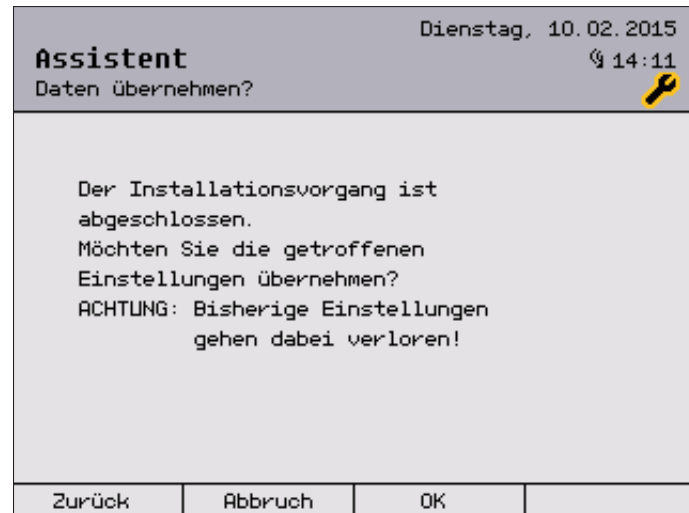 Dienstag, 10.02.2015
Assistent
14:11
Daten übernehmen?
Der Installationsvorgang ist
abgeschlossen.
Möchten Sie die getroffenen
Einstellungen übernehmen?
ACHTUNG: Bisherige Einstellungen
gehen dabei verloren!
Zurück Abbruch OK